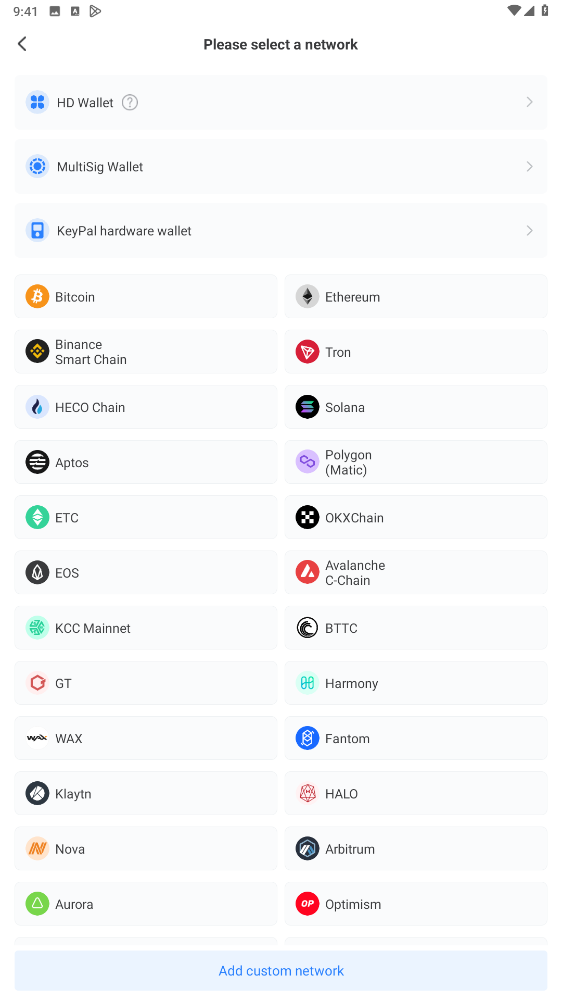 9:41
Please select a network
HD Wallet
MultiSig Wallet
KeyPal hardware wallet
Bitcoin
Ethereum
Binance
Smart Chain
Tron
HECO Chain
Solana
Aptos
Polygon
(Matic)
ETC
OKXChain
EOS
Avalanche
C-Chain
KCC Mainnet
BTTC
GT
Harmony
WAX
WAX
Fantom
Klaytn
H
HALO
Nova
Arbitrum
Aurora
OP
Optimism
Add custom network